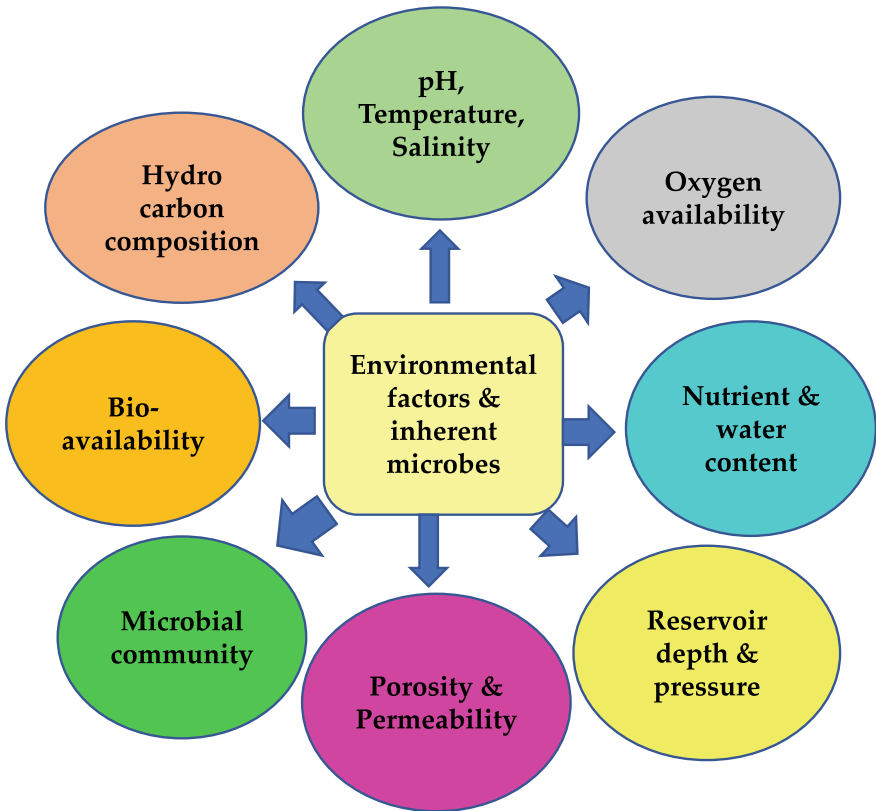 pH,
Temperature,
Salinity
Hydro
carbon
composition
Oxygen
availability
Environmental
factors &
inherent
microbes
Bio-
availability
Nutrient &
water
content
Microbial
community
Porosity &
Permeability
Reservoir
depth &
pressure